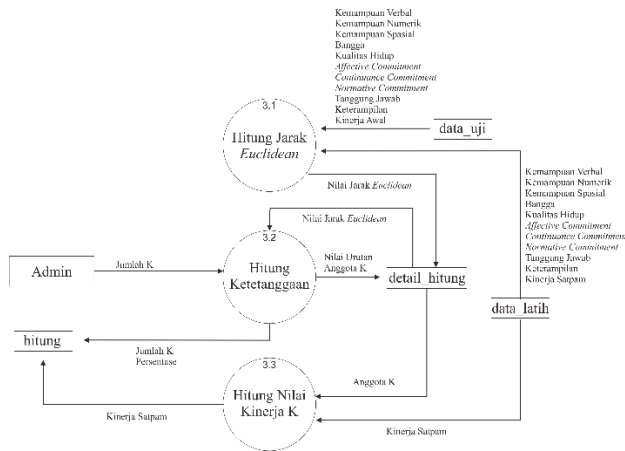 Kemampuan Verbal
Kemampuan Numerik
Kemampuan Spasial
Bangga
Kualitas Hidup
Affective Commitment
Continuance Commitment
Normative Commitment
Tanggung Jawab
Keterampilan
Kinerja Awal
3.1
Hitung Jarak
Euclidean
data_uji
Nilai Jarak Euclidean
Kemampuan Verbal
Kemampuan Numerik
Kemampuan Spasial
Bangga
Kualitas Hidup
Affective Commitment
Continuance Commitment
Normative Commitment
Tanggung Jawab
Keterampilan
Kinerja Satpam
Nilai Jarak Euclidean
3.2
Hitung
Ketetanggaan
Admin
Jumlah K
Nilai Urutan
Anggota K
detail_hitung
data_latih
hitung
Jumlah K
Persentase
3.3
Hitung Nilai
Kinerja K
Anggota K
Kinerja Satpam
Kinerja Satpam